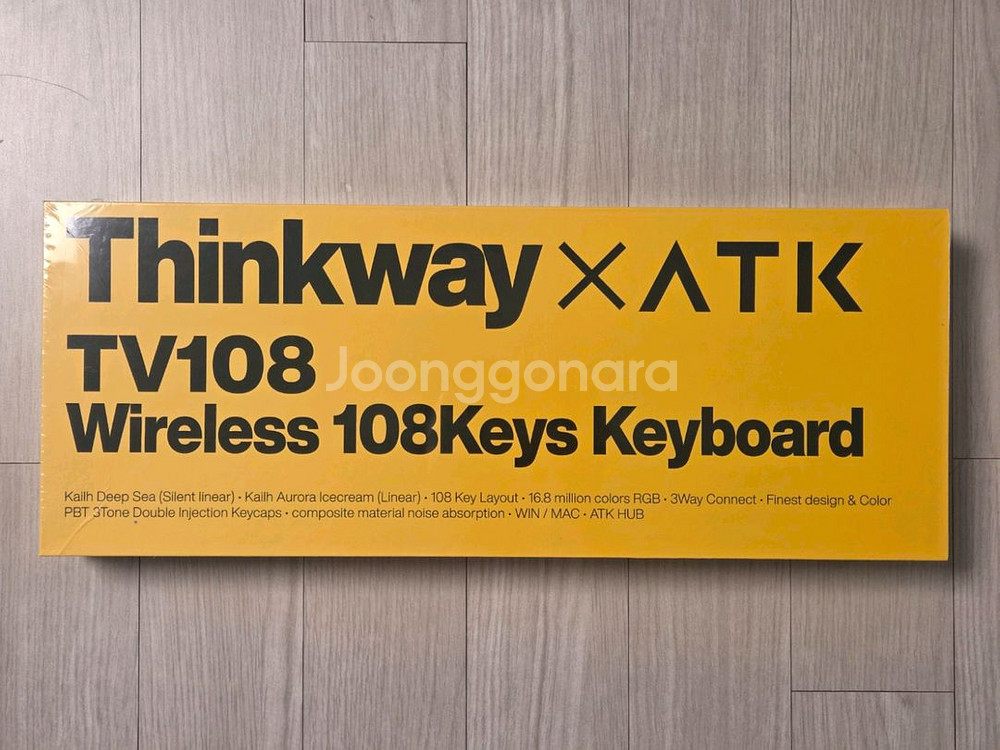 Thinkway × ATK
TV108
Joonggonara
Wireless 108Keys Keyboard
Kailh Deep Sea (Silent linear) · Kailh Aurora Icecream (Linear) · 108 Key Layout · 16.8 million colors RGB · 3Way Connect · Finest design & Color
PBT 3Tone Double Injection Keycaps · composite material noise absorption · WIN / MAC · ATK HUB